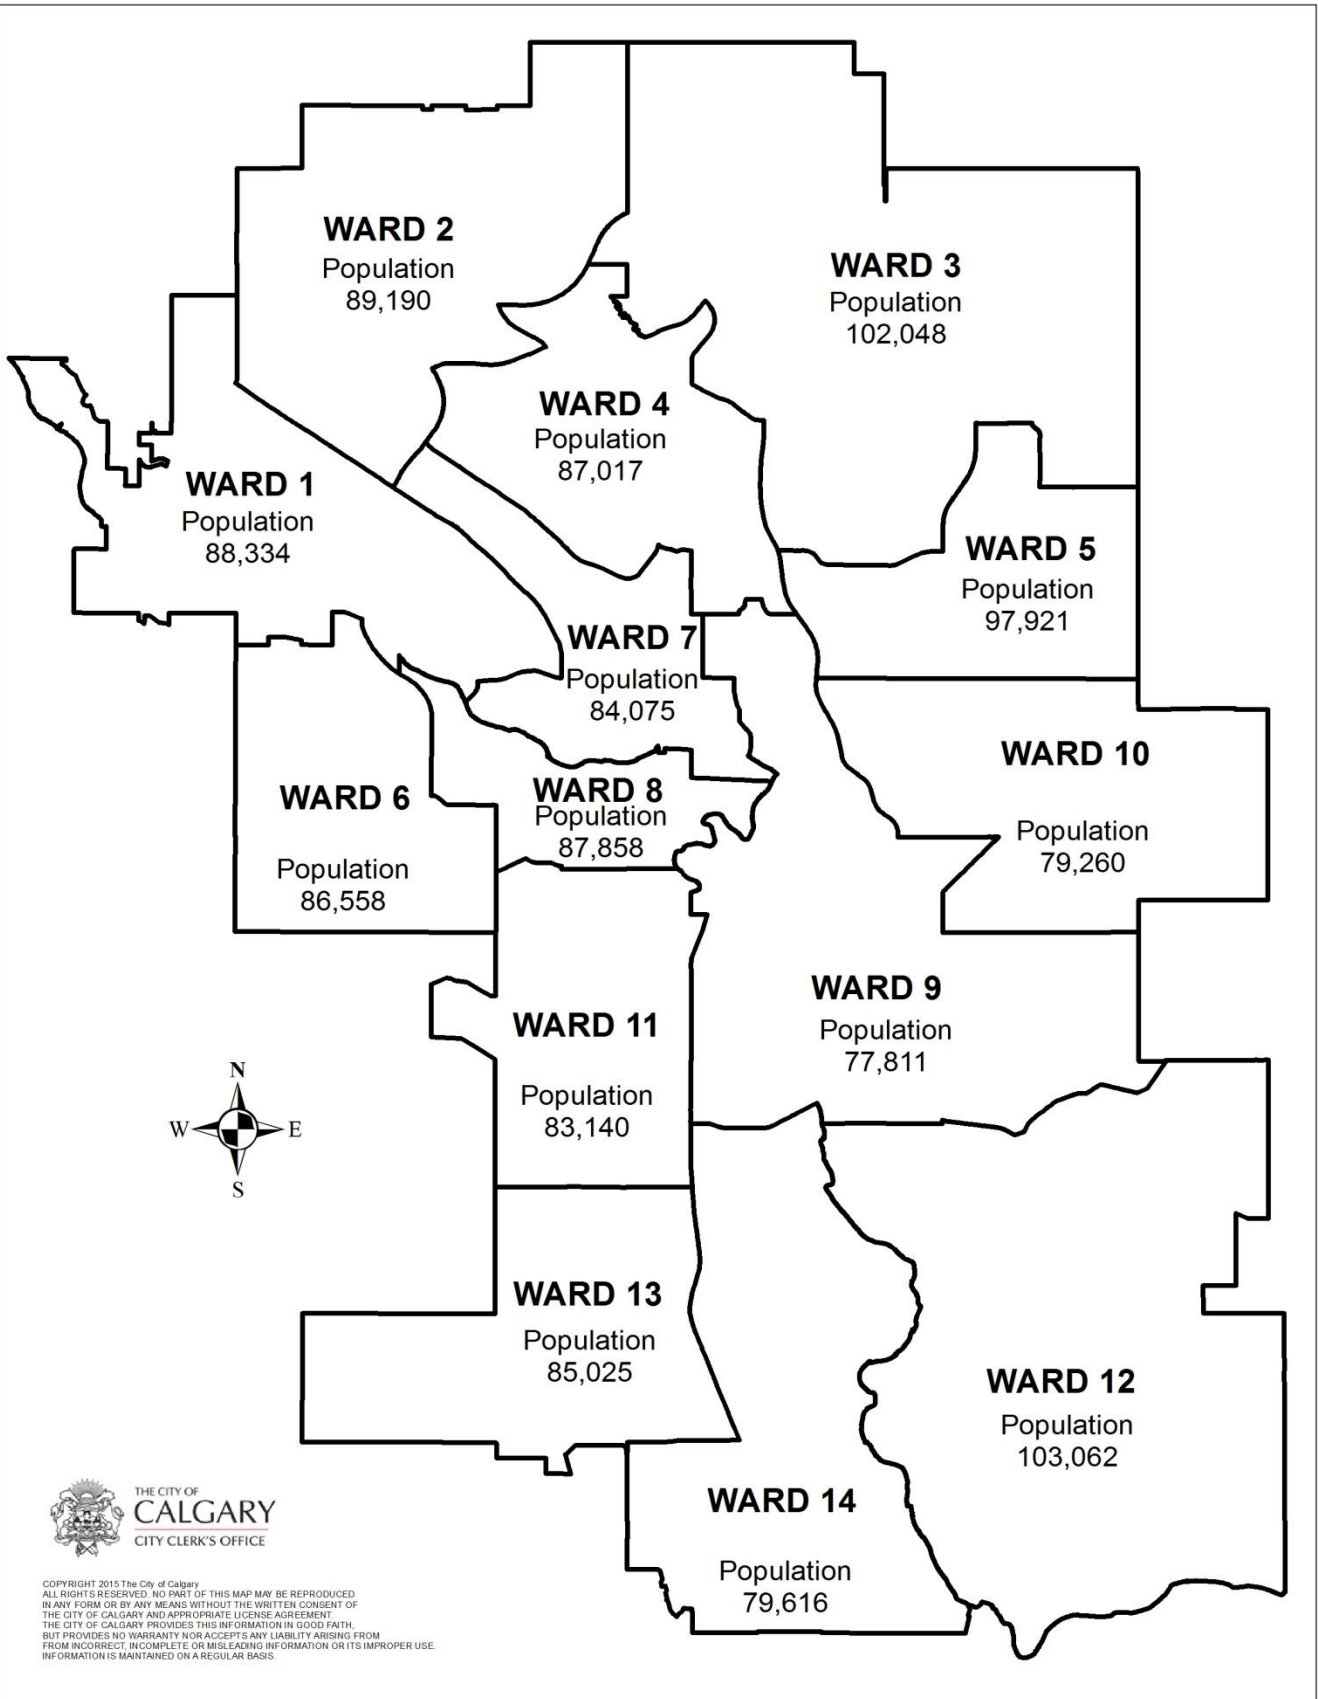 WARD 2
Population
89,190
WARD 3
Population
102,048
WARD 4
Population
87,017
WARD 1
Population
88,334
WARD 5
Population
97,921
WARD 7
Population
84,075
WARD 10
Population
79,260
WARD 6
Population
86,558
WARD 8
Population
87,858
WARD 9
Population
77,811
WARD 11
Population
83,140
N
W E
S
WARD 13
Population
85,025
WARD 12
Population
103,062
WARD 14
Population
79,616
THE CITY OF
CALGARY
CITY CLERK'S OFFICE
COPYRIGHT 2015 The City of Calgary
ALL RIGHTS RESERVED. NO PART OF THIS MAP MAY BE REPRODUCED
IN ANY FORM OR BY ANY MEANS WITHOUT THE WRITTEN CONSENT OF
THE CITY OF CALGARY AND APPROPRIATE LICENSE AGREEMENT.
THE CITY OF CALGARY PROVIDES THIS INFORMATION IN GOOD FAITH,
BUT PROVIDES NO WARRANTY NOR ACCEPTS ANY LIABILITY ARISING FROM
FROM INCORRECT, INCOMPLETE OR MISLEADING INFORMATION OR ITS IMPROPER USE.
INFORMATION IS MAINTAINED ON A REGULAR BASIS.